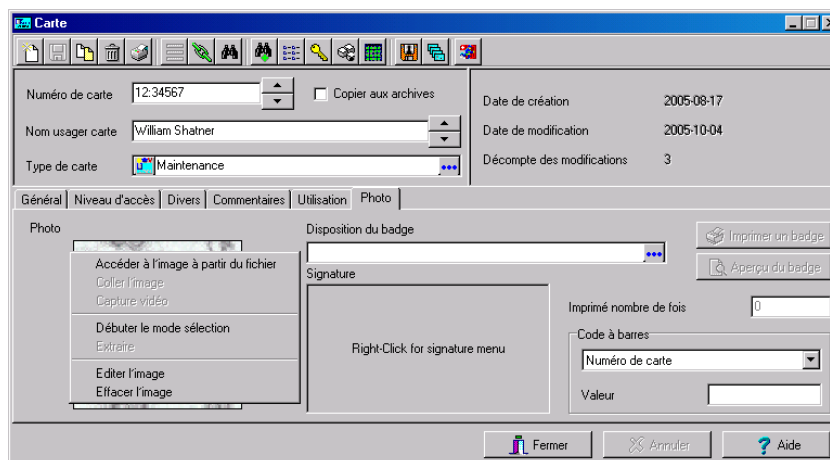 Carte
Numéro de carte 12:34567 Copier aux archives Date de création 2005-08-17
Nom usager carte William Shatner Date de modification 2005-10-04
Type de carte Maintenance Décompte des modifications 3
Général Niveau d'accès Divers Commentaires Utilisation Photo
Photo Disposition du badge Imprimer un badge
Accéder à l'image à partir du fichier
Aperçu du badge
Coller l'image Signature
Capture vidéo
Imprimé nombre de fois 0
Débuter le mode sélection
Code à barres
Extraire Right-Click for signature menu
Numéro de carte
Editer l'image
Effacer l'image
Valeur
Fermer Annuler Aide